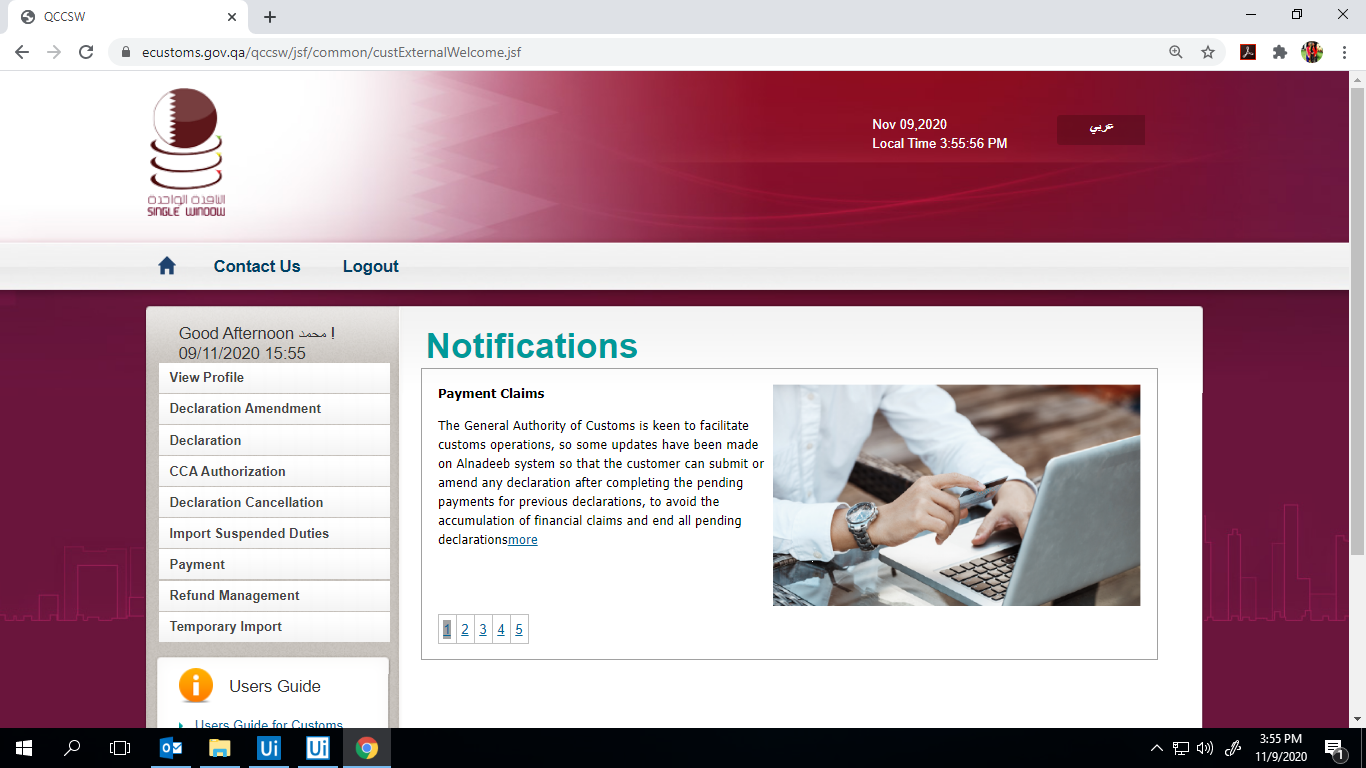 QCCSW
ecustoms.gov.qa/qccsw/jsf/common/custExternalWelcome.jsf
النافذة الواحدة
SINGLE WINDOW
Nov 09,2020
Local Time 3:55:56 PM
عربي
Contact Us
Logout
Good Afternoon محمد !
09/11/2020 15:55
View Profile
Declaration Amendment
Declaration
CCA Authorization
Declaration Cancellation
Import Suspended Duties
Payment
Refund Management
Temporary Import
Users Guide
Users Guide for Customs
Notifications
Payment Claims
The General Authority of Customs is keen to facilitate
customs operations, so some updates have been made
on Alnadeeb system so that the customer can submit or
amend any declaration after completing the pending
payments for previous declarations, to avoid the
accumulation of financial claims and end all pending
declarationsmore
1 2 3 4 5
Ui
Ui
3:55 PM
11/9/2020
1